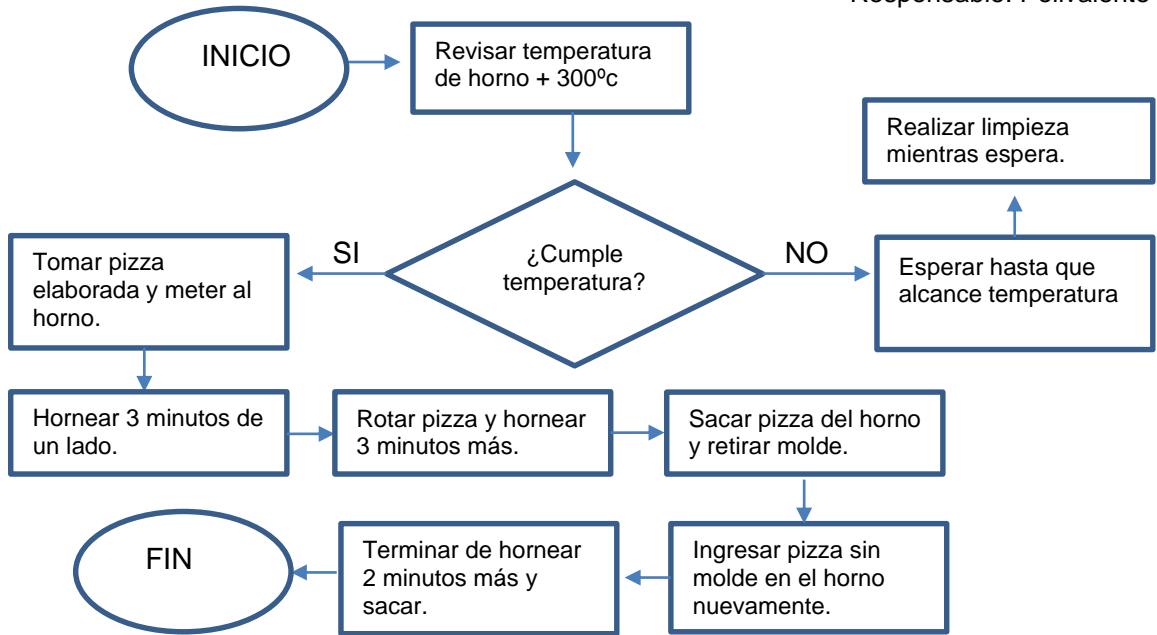 Responsable: Polivalente
INICIO
Revisar temperatura
de horno + 300ºc
Realizar limpieza
mientras espera.
¿Cumple
temperatura?
SI
NO
Tomar pizza
elaborada y meter al
horno.
Esperar hasta que
alcance temperatura
Hornear 3 minutos de
un lado.
Rotar pizza y hornear
3 minutos más.
Sacar pizza del horno
y retirar molde.
Ingresar pizza sin
molde en el horno
nuevamente.
Terminar de hornear
2 minutos más y
sacar.
FIN